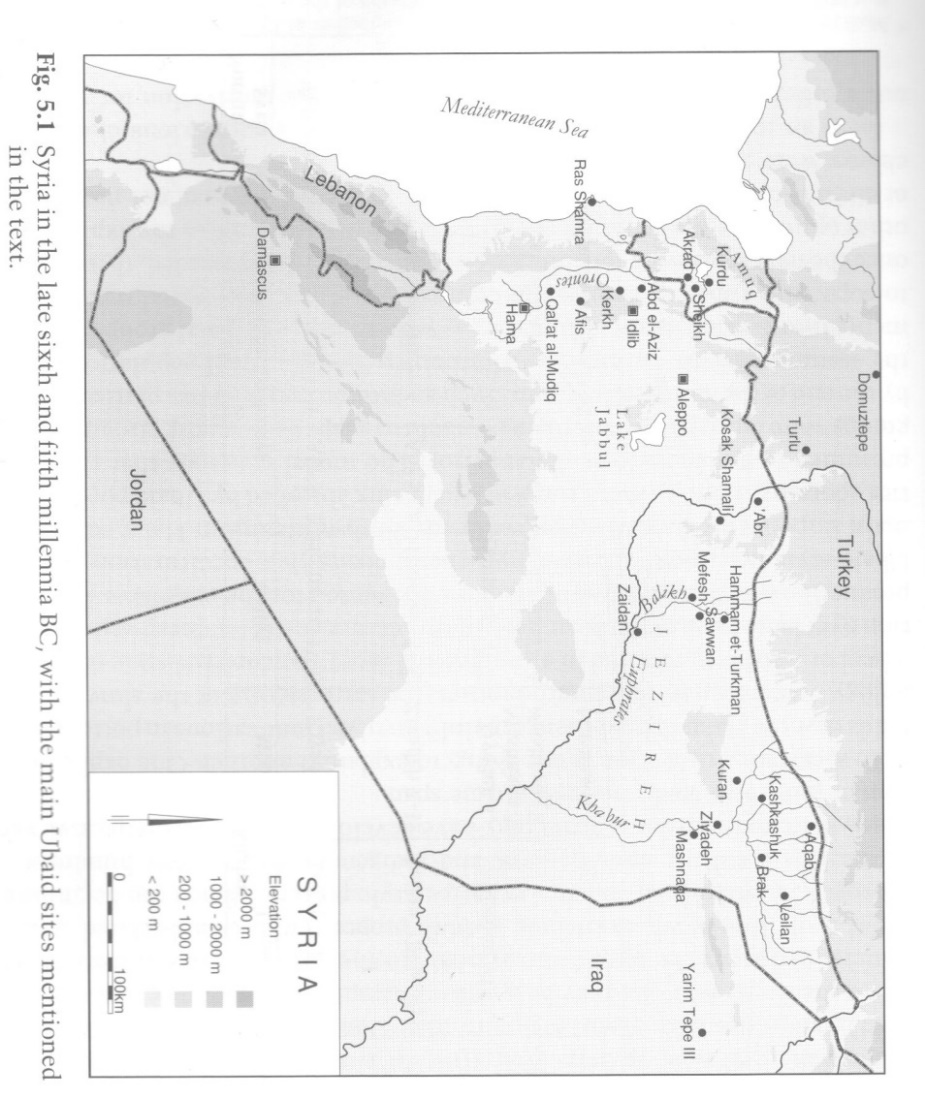 Mediterranean Sea
Lebanon
Damascus
Jordan
Ras Shamra
Amuq
Kurdu
Akrad
Sheikh
Abd el-Aziz
Orontes
Kerkh
Idlib
Afis
Qal'at al-Mudiq
Hama
Aleppo
Lake
Jabbul
Domuztepe
Turlu
Turkey
Kosak Shamali
'Abr
Hammam et-Turkman
Mefesh
Sawwan
Balikh
Zaidan
JEZIREH
Euphrates
Khabur
Kuran
Kashkashuk
Aqab
Ziyadeh
Mashnaqa
Brak
Leilan
Iraq
Yarim Tepe III
SYRIA
Elevation
> 2000 m
1000 - 2000 m
200 - 1000 m
< 200 m
0 100km
Fig. 5.1 Syria in the late sixth and fifth millennia BC, with the main Ubaid sites mentioned
in the text.